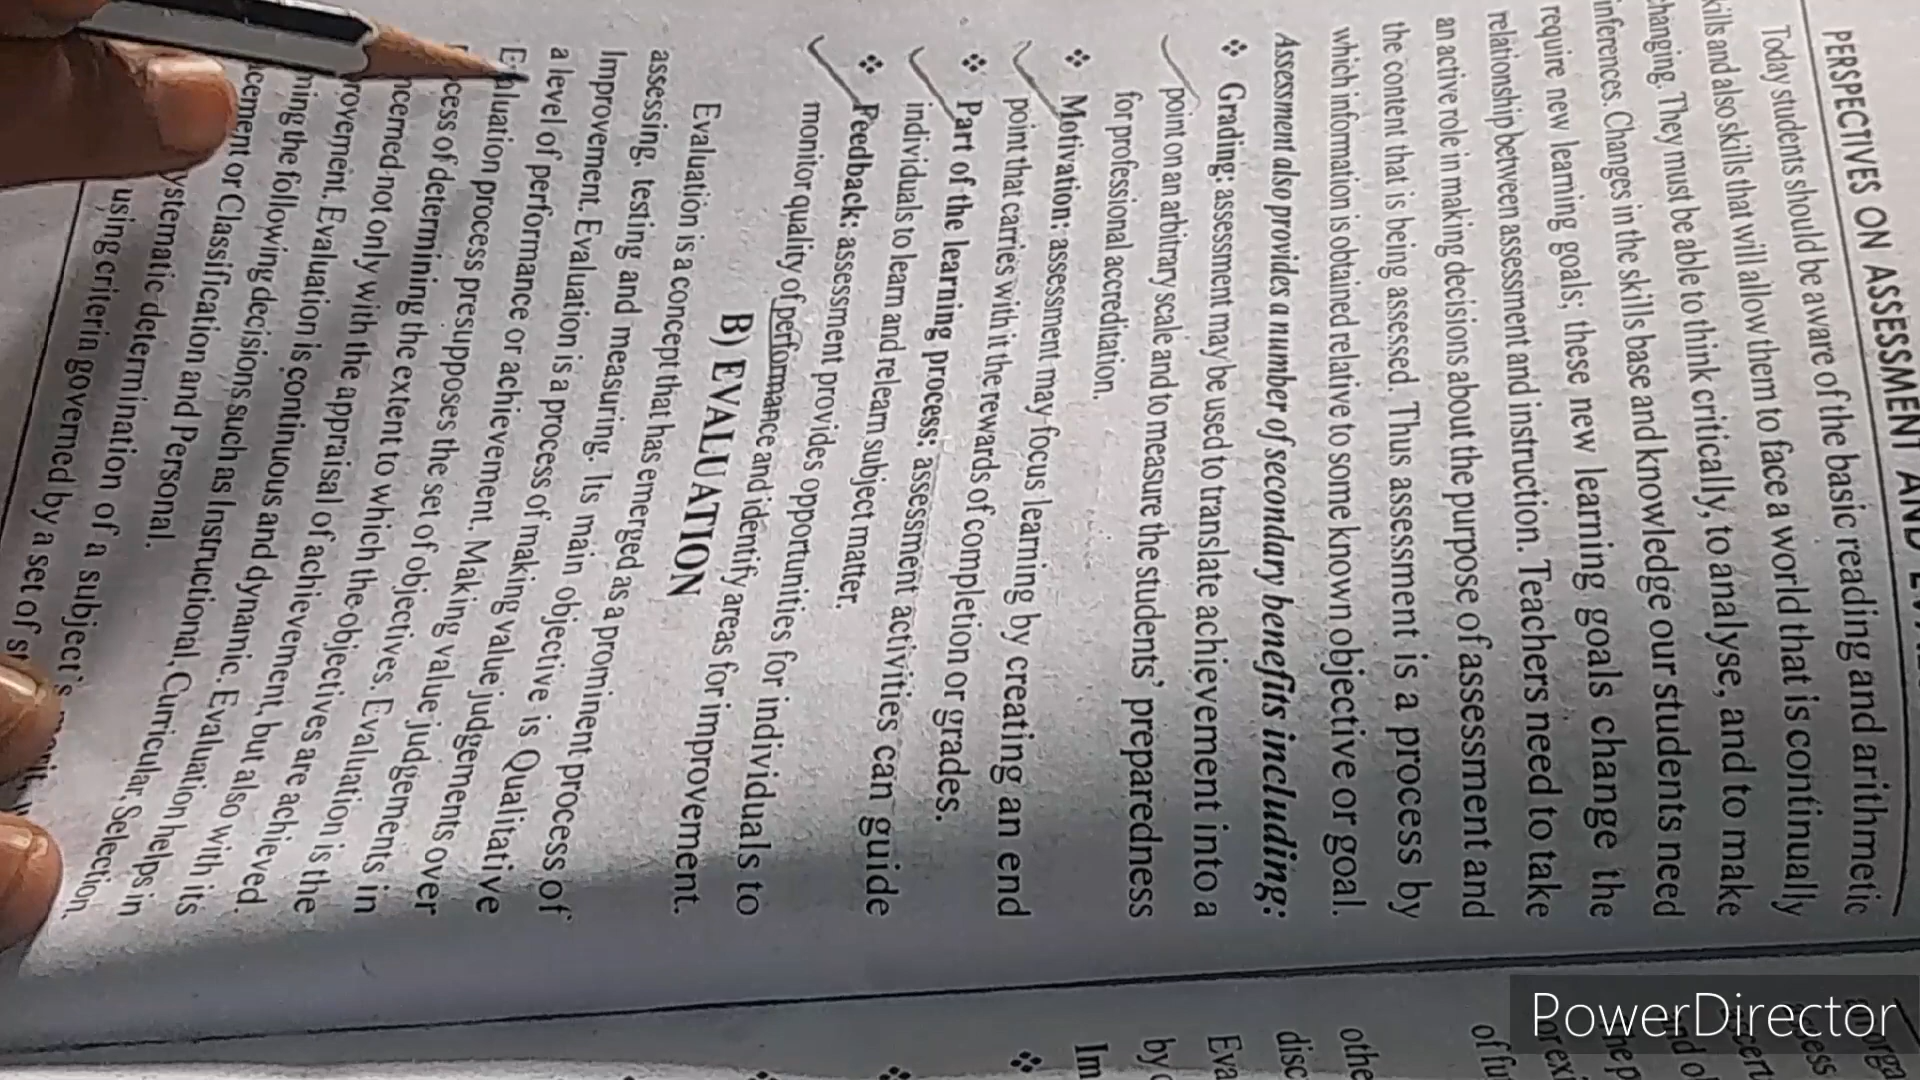 PERSPECTIVES ON ASSESSMENT AND
Today students should be aware of the basic reading and arithmetic
skills and also skills that will allow them to face a world that is continually
changing. They must be able to think critically, to analyse, and to make
inferences. Changes in the skills base and knowledge our students need
require new learning goals; these new learning goals change the
relationship between assessment and instruction. Teachers need to take
an active role in making decisions about the purpose of assessment and
the content that is being assessed. Thus assessment is a process by
which information is obtained relative to some known objective or goal.
Assessment also provides a number of secondary benefits including:
❖ Grading: assessment may be used to translate achievement into a
point on an arbitrary scale and to measure the students' preparedness
for professional accreditation.
❖ Motivation: assessment may focus learning by creating an end
point that carries with it the rewards of completion or grades.
❖ Part of the learning process: assessment activities can guide
individuals to learn and relearn subject matter.
❖ Feedback: assessment provides opportunities for individuals to
monitor quality of performance and identify areas for improvement.
B) EVALUATION
Evaluation is a concept that has emerged as a prominent process of
assessing, testing and measuring. Its main objective is Qualitative
Improvement. Evaluation is a process of making value judgements over
a level of performance or achievement. Making value judgements in
Evaluation process presupposes the set of objectives. Evaluation is the
process of determining the extent to which the objectives are achieved.
not only with the appraisal of achievement, but also with its
Evaluation is continuous and dynamic. Evaluation helps in
the following decisions such as Instructional, Curricular, Selection,
or Classification and Personal.
determination of a subject's
using criteria governed by a set of
othe
disc
Eva
by
Im
PowerDirector